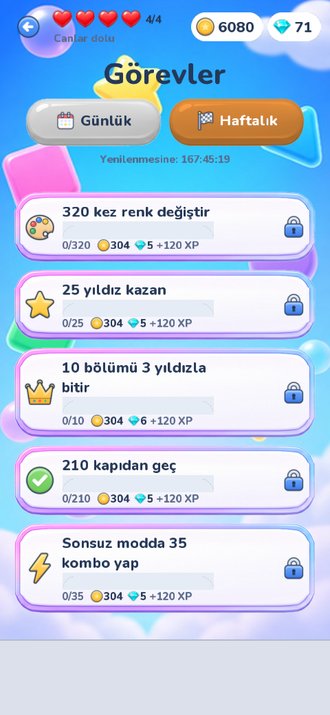 4/4
Canlar dolu
6080
71
Görevler
Günlük
Haftalık
Yenilenmesine: 167:45:19
320 kez renk değiştir
0/320 304 5 +120 XP
25 yıldız kazan
0/25 304 5 +120 XP
10 bölümü 3 yıldızla
bitir
0/10 304 6 +120 XP
210 kapıdan geç
0/210 304 5 +120 XP
Sonsuz modda 35
kombo yap
0/35 304 5 +120 XP